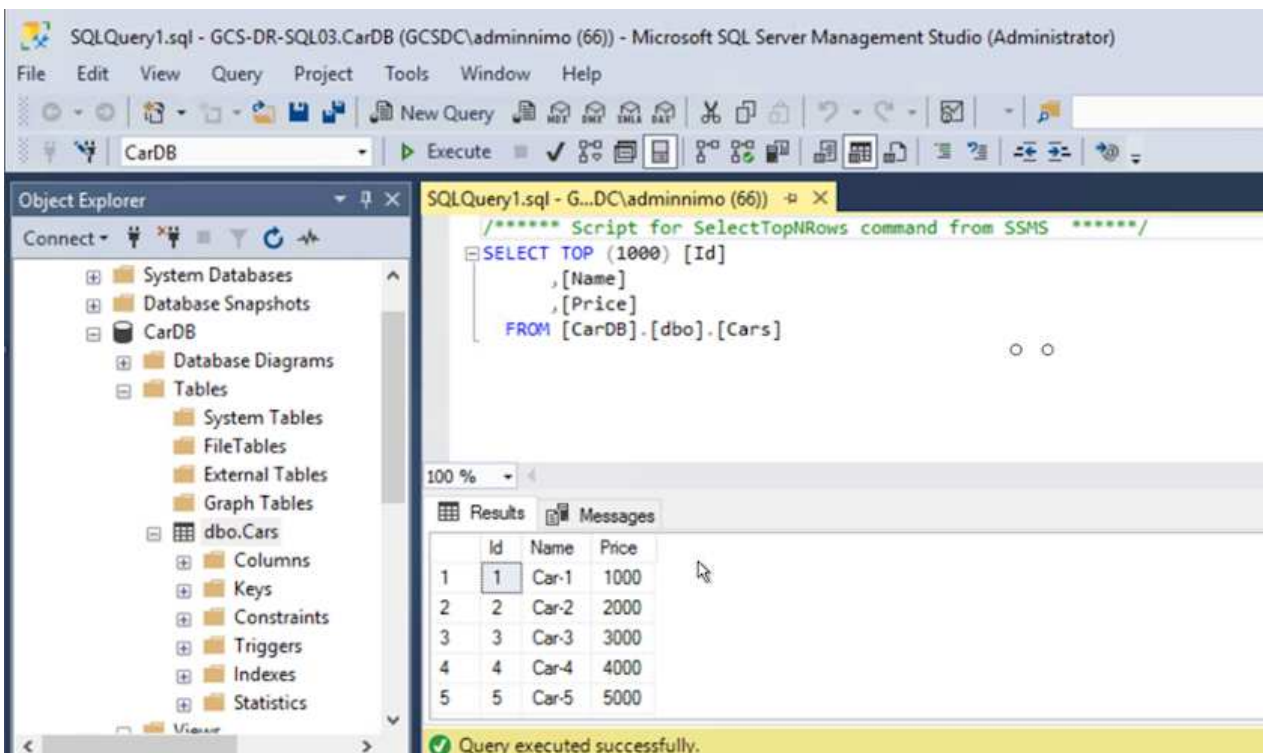 SQLQuery1.sql - GCS-DR-SQL03.CarDB (GCSDC\adminnimo (66)) - Microsoft SQL Server Management Studio (Administrator)
File Edit View Query Project Tools Window Help
New Query
CarDB
Execute
Object Explorer
Connect
System Databases
Database Snapshots
CarDB
Database Diagrams
Tables
System Tables
FileTables
External Tables
Graph Tables
dbo.Cars
Columns
Keys
Constraints
Triggers
Indexes
Statistics
Views
SQLQuery1.sql - G...DC\adminnimo (66))
/****** Script for SelectTopNRows command from SSMS ******/
SELECT TOP (1000) [Id]
,[Name]
,[Price]
FROM [CarDB].[dbo].[Cars]
100 %
Results Messages
Id Name Price
1 1 Car-1 1000
2 2 Car-2 2000
3 3 Car-3 3000
4 4 Car-4 4000
5 5 Car-5 5000
Query executed successfully.